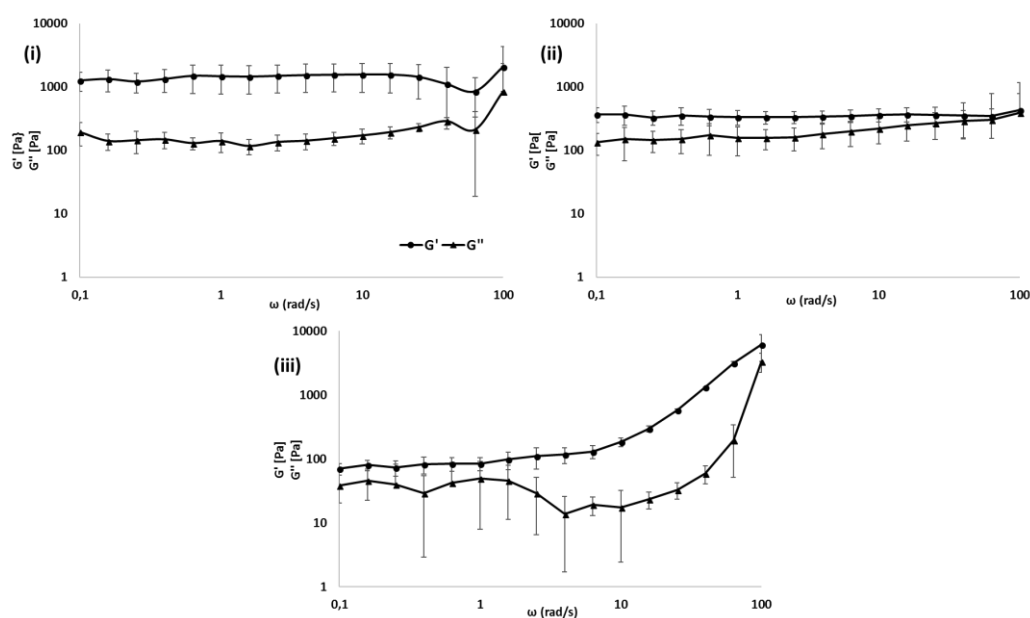 (i)
10000
1000
100
10
1
G' [Pa}
G'' [Pa]
G' G''
0,1 1 10 100
ω (rad/s)
(ii)
10000
1000
100
10
1
G' [Pa[
G'' [Pa]
0,1 1 10 100
ω (rad/s)
(iii)
10000
1000
100
10
1
G' [Pa]
G'' [Pa]
0,1 1 10 100
ω (rad/s)